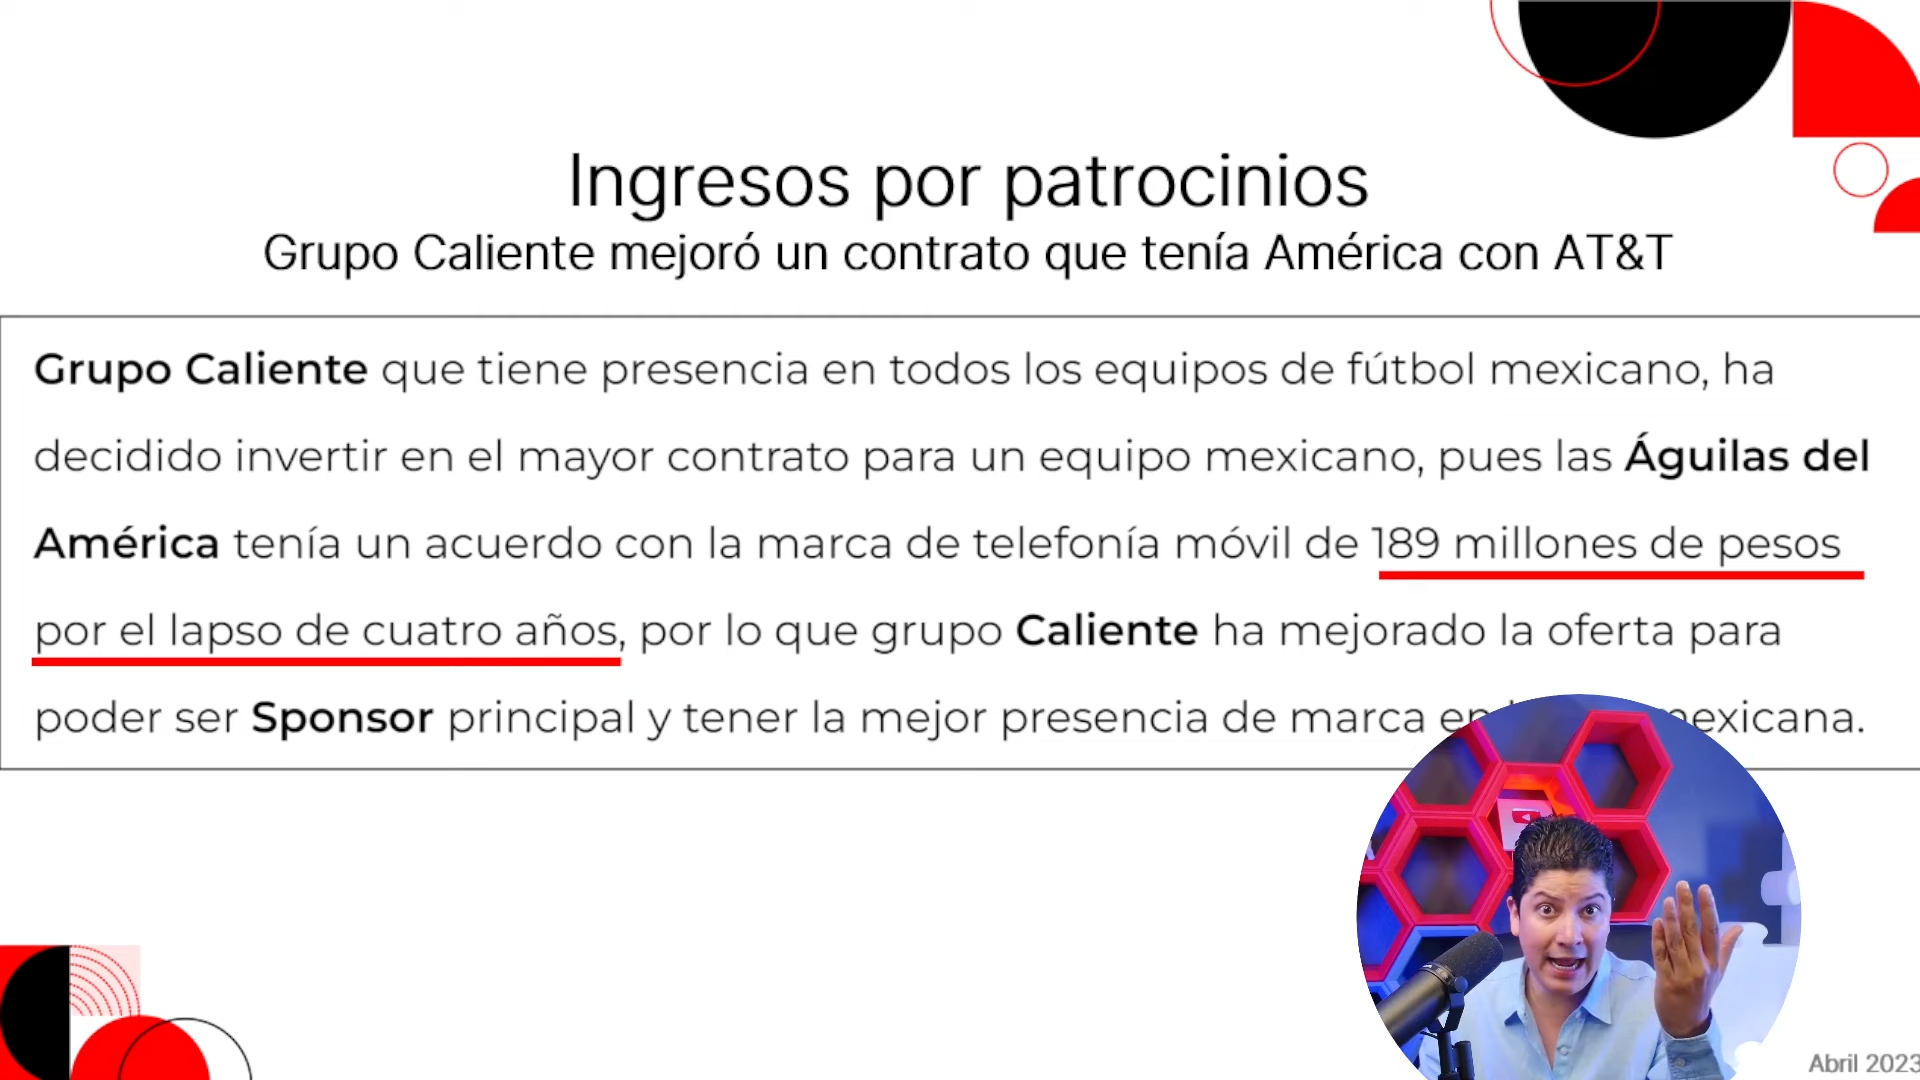 Ingresos por patrocinios
Grupo Caliente mejoró un contrato que tenía América con AT&T
Grupo Caliente que tiene presencia en todos los equipos de fútbol mexicano, ha
decidido invertir en el mayor contrato para un equipo mexicano, pues las Águilas del
América tenía un acuerdo con la marca de telefonía móvil de 189 millones de pesos
por el lapso de cuatro años, por lo que grupo Caliente ha mejorado la oferta para
poder ser Sponsor principal y tener la mejor presencia de marca en mexicana.
Abril 2023